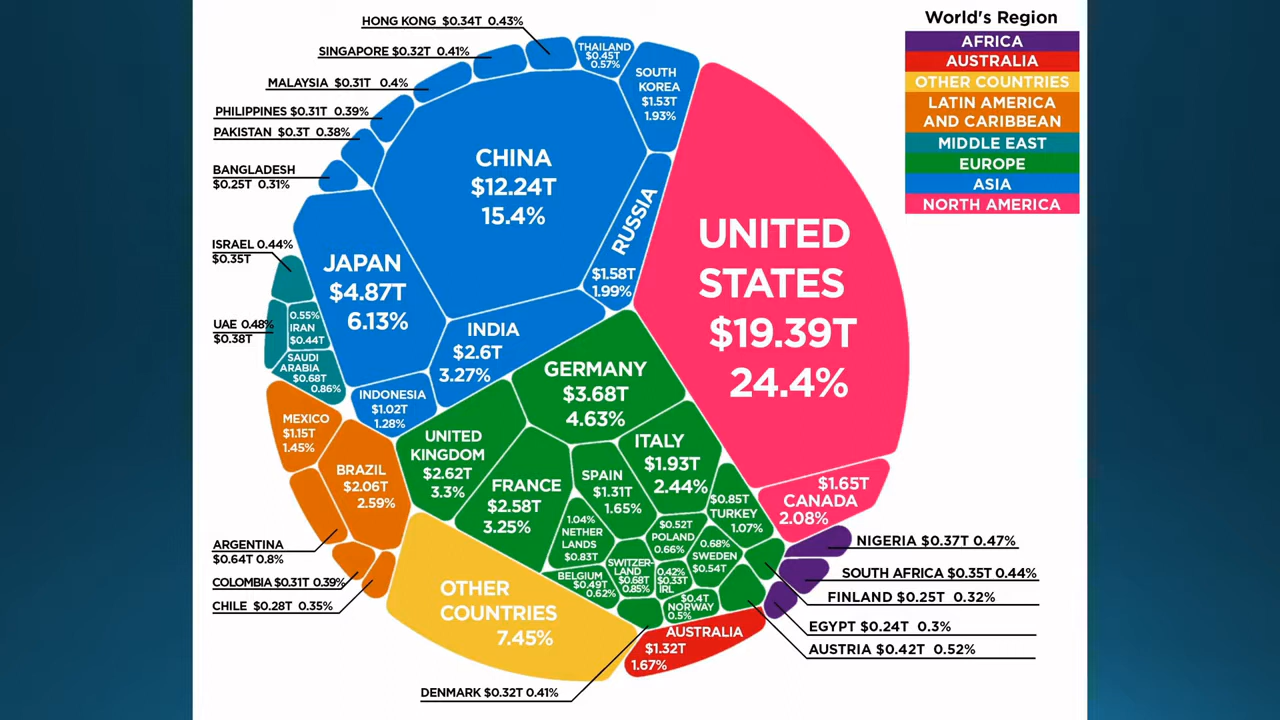 HONG KONG $0.34T 0.43%
SINGAPORE $0.32T 0.41%
MALAYSIA $0.31T 0.4%
PHILIPPINES $0.31T 0.39%
PAKISTAN $0.3T 0.38%
BANGLADESH
$0.25T 0.31%
THAILAND
$0.45T
0.57%
SOUTH
KOREA
$1.53T
1.93%
CHINA
$12.24T
15.4%
RUSSIA
$1.58T
1.99%
JAPAN
$4.87T
6.13%
INDIA
$2.6T
3.27%
INDONESIA
$1.02T
1.28%
UNITED
STATES
$19.39T
24.4%
$1.65T
CANADA
2.08%
World's Region
AFRICA
AUSTRALIA
OTHER COUNTRIES
LATIN AMERICA
AND CARIBBEAN
MIDDLE EAST
EUROPE
ASIA
NORTH AMERICA
ISRAEL 0.44%
$0.35T
UAE 0.48%
$0.38T
0.55%
IRAN
$0.44T
SAUDI
ARABIA
$0.68T
0.86%
MEXICO
$1.15T
1.45%
BRAZIL
$2.06T
2.59%
ARGENTINA
$0.64T 0.8%
COLOMBIA $0.31T 0.39%
CHILE $0.28T 0.35%
GERMANY
$3.68T
4.63%
UNITED
KINGDOM
$2.62T
3.3%
FRANCE
$2.58T
3.25%
ITALY
$1.93T
2.44%
SPAIN
$1.31T
1.65%
$0.85T
TURKEY
1.07%
1.04%
NETHER
LANDS
$0.83T
$0.52T
POLAND
0.66%
0.68%
SWEDEN
$0.54T
SWITZER-
LAND
$0.68T
0.85%
BELGIUM
$0.49T
0.62%
0.42%
$0.33T
IRL
$0.4T
NORWAY
0.5%
OTHER
COUNTRIES
7.45%
AUSTRALIA
$1.32T
1.67%
DENMARK $0.32T 0.41%
NIGERIA $0.37T 0.47%
SOUTH AFRICA $0.35T 0.44%
FINLAND $0.25T 0.32%
EGYPT $0.24T 0.3%
AUSTRIA $0.42T 0.52%